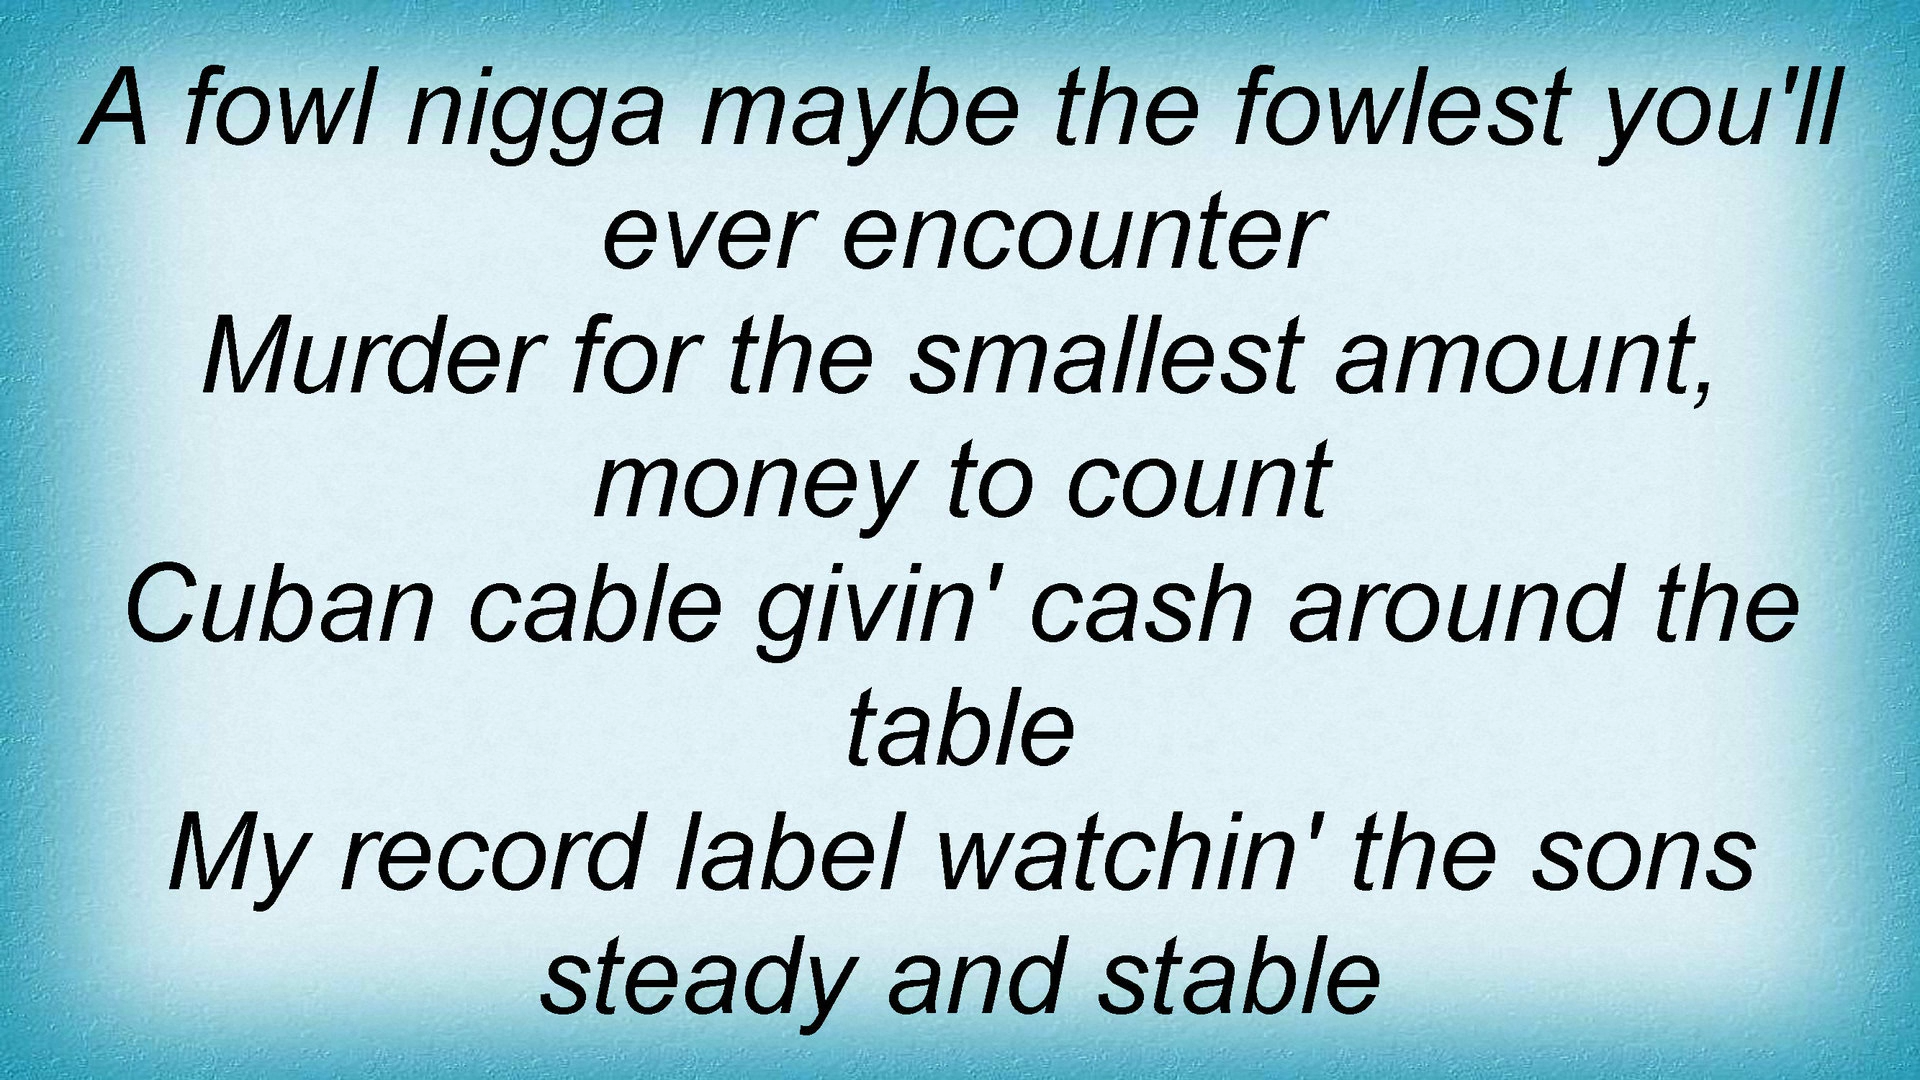 A fowl nigga maybe the fowlest you'll
ever encounter
Murder for the smallest amount,
money to count
Cuban cable givin' cash around the
table
My record label watchin' the sons
steady and stable